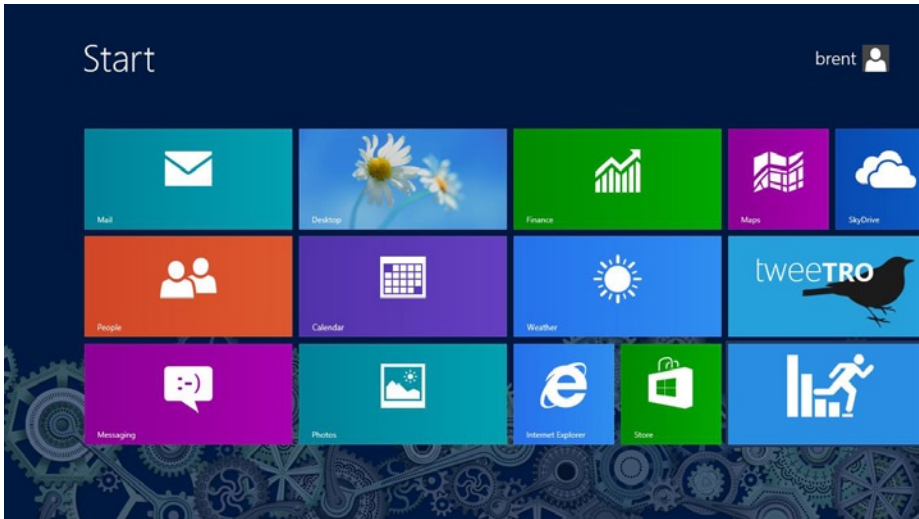 Start
brent
Mail
Desktop
Finance
Maps
SkyDrive
People
Calendar
Weather
tweeTRO
Messaging
:-)
Photos
Internet Explorer
Store